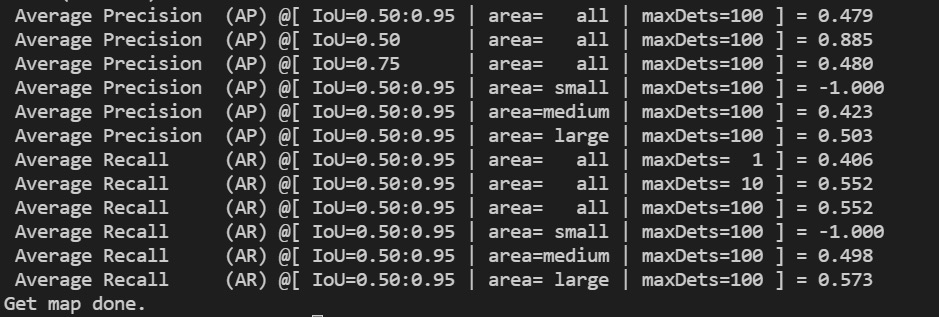 Average Precision  (AP) @[ IoU=0.50:0.95 | area=   all | maxDets=100 ] = 0.479
Average Precision  (AP) @[ IoU=0.50      | area=   all | maxDets=100 ] = 0.885
Average Precision  (AP) @[ IoU=0.75      | area=   all | maxDets=100 ] = 0.480
Average Precision  (AP) @[ IoU=0.50:0.95 | area= small | maxDets=100 ] = -1.000
Average Precision  (AP) @[ IoU=0.50:0.95 | area=medium | maxDets=100 ] = 0.423
Average Precision  (AP) @[ IoU=0.50:0.95 | area= large | maxDets=100 ] = 0.503
Average Recall     (AR) @[ IoU=0.50:0.95 | area=   all | maxDets=  1 ] = 0.406
Average Recall     (AR) @[ IoU=0.50:0.95 | area=   all | maxDets= 10 ] = 0.552
Average Recall     (AR) @[ IoU=0.50:0.95 | area=   all | maxDets=100 ] = 0.552
Average Recall     (AR) @[ IoU=0.50:0.95 | area= small | maxDets=100 ] = -1.000
Average Recall     (AR) @[ IoU=0.50:0.95 | area=medium | maxDets=100 ] = 0.498
Average Recall     (AR) @[ IoU=0.50:0.95 | area= large | maxDets=100 ] = 0.573
Get map done.